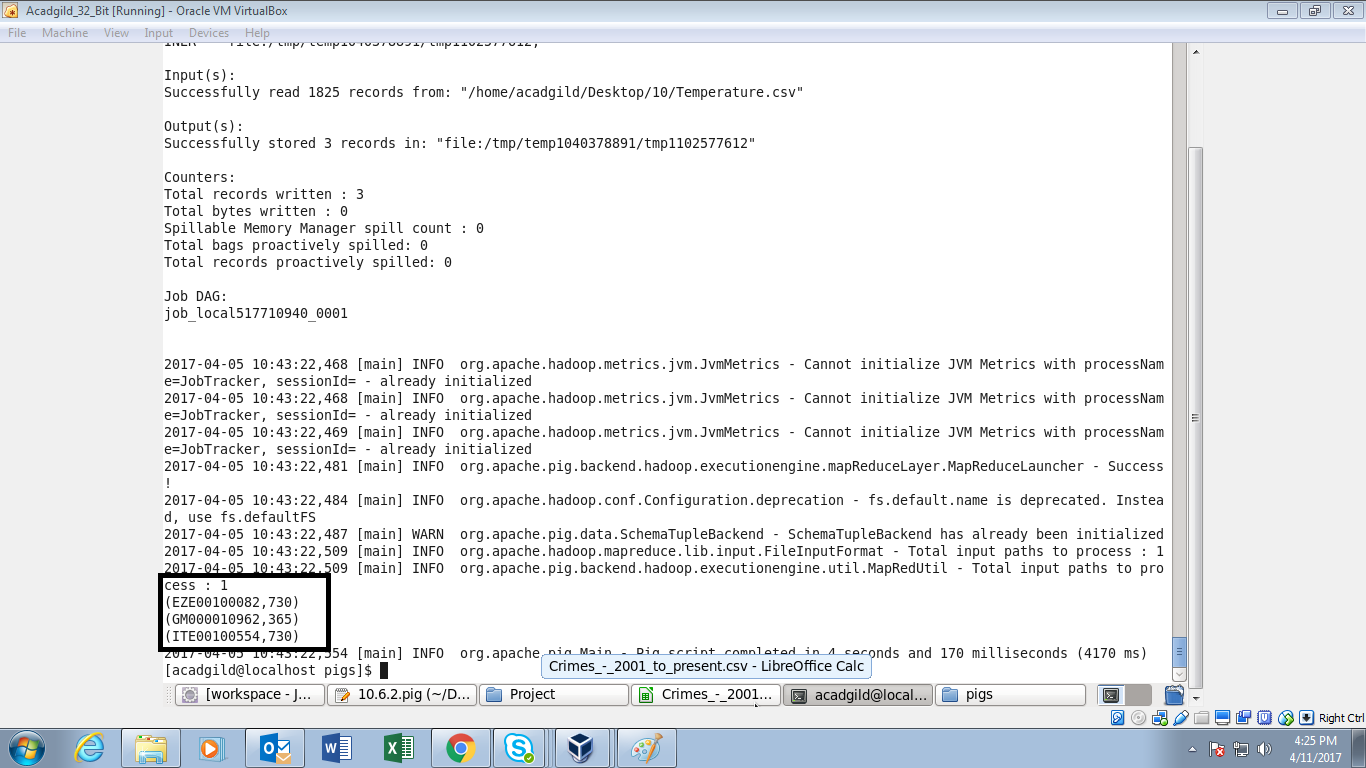 Acadgild_32_Bit [Running] - Oracle VM VirtualBox
File Machine View Input Devices Help
INER file:/tmp/temp1040378891/tmp1102577612,
Input(s):
Successfully read 1825 records from: "/home/acadgild/Desktop/10/Temperature.csv"
Output(s):
Successfully stored 3 records in: "file:/tmp/temp1040378891/tmp1102577612"
Counters:
Total records written : 3
Total bytes written : 0
Spillable Memory Manager spill count : 0
Total bags proactively spilled: 0
Total records proactively spilled: 0
Job DAG:
job_local517710940_0001
2017-04-05 10:43:22,468 [main] INFO  org.apache.hadoop.metrics.jvm.JvmMetrics - Cannot initialize JVM Metrics with processNam
e=JobTracker, sessionId= - already initialized
2017-04-05 10:43:22,468 [main] INFO  org.apache.hadoop.metrics.jvm.JvmMetrics - Cannot initialize JVM Metrics with processNam
e=JobTracker, sessionId= - already initialized
2017-04-05 10:43:22,469 [main] INFO  org.apache.hadoop.metrics.jvm.JvmMetrics - Cannot initialize JVM Metrics with processNam
e=JobTracker, sessionId= - already initialized
2017-04-05 10:43:22,481 [main] INFO  org.apache.pig.backend.hadoop.executionengine.mapReduceLayer.MapReduceLauncher - Success
!
2017-04-05 10:43:22,484 [main] INFO  org.apache.hadoop.conf.Configuration.deprecation - fs.default.name is deprecated. Instea
d, use fs.defaultFS
2017-04-05 10:43:22,487 [main] WARN  org.apache.pig.data.SchemaTupleBackend - SchemaTupleBackend has already been initialized
2017-04-05 10:43:22,509 [main] INFO  org.apache.hadoop.mapreduce.lib.input.FileInputFormat - Total input paths to process : 1
2017-04-05 10:43:22,509 [main] INFO  org.apache.pig.backend.hadoop.executionengine.util.MapRedUtil - Total input paths to pro
cess : 1
(EZE00100082,730)
(GM000010962,365)
(ITE00100554,730)
2017-04-05 10:43:22,554 [main] INFO  org.apache.pig.Main - Pig script completed in 4 seconds and 170 milliseconds (4170 ms)
[acadgild@localhost pigs]$
Crimes_-_2001_to_present.csv - LibreOffice Calc
[workspace - J... 10.6.2.pig (~/D... Project Crimes_-_2001... acadgild@local... pigs
Right Ctrl
4:25 PM
4/11/2017